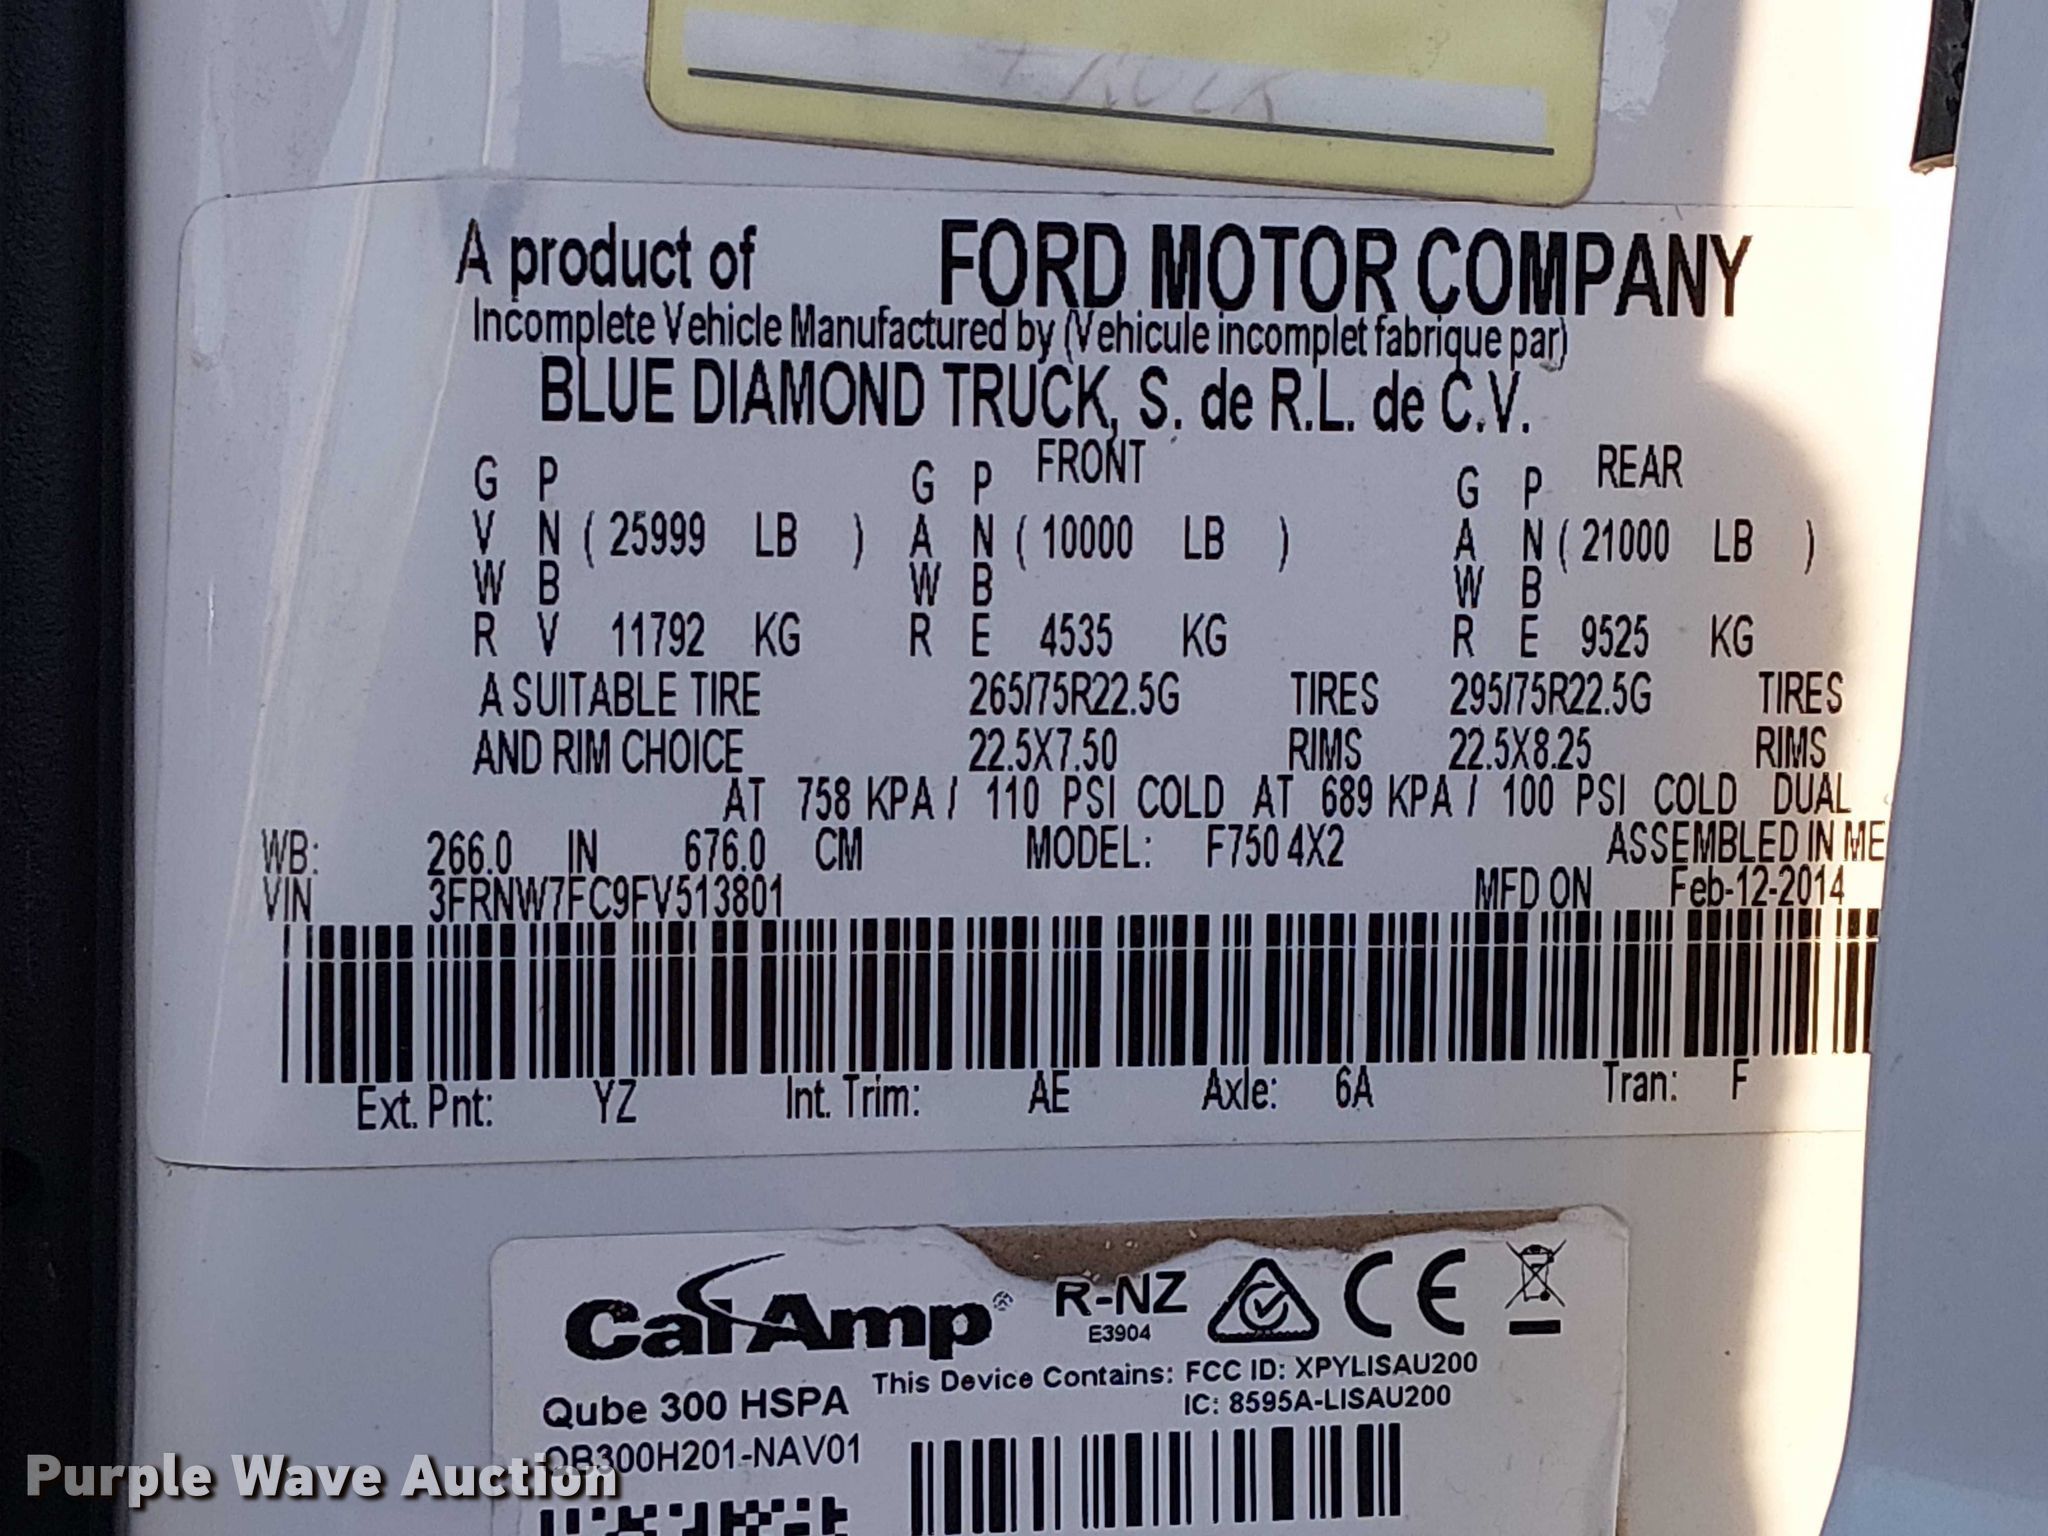 TRUCK
A product of FORD MOTOR COMPANY
Incomplete Vehicle Manufactured by (Vehicule incomplet fabrique par)
BLUE DIAMOND TRUCK, S. de R.L. de C.V.
G P G P FRONT G P REAR
V N ( 25999 LB ) A N ( 10000 LB ) A N ( 21000 LB )
W B W B W B
R V 11792 KG R E 4535 KG R E 9525 KG
A SUITABLE TIRE 265/75R22.5G TIRES 295/75R22.5G TIRES
AND RIM CHOICE 22.5X7.50 RIMS 22.5X8.25 RIMS
AT 758 KPA / 110 PSI COLD AT 689 KPA / 100 PSI COLD DUAL
WB: 266.0 IN 676.0 CM MODEL: F750 4X2 ASSEMBLED IN ME
VIN 3FRNW7FC9FV513801 MFD ON Feb-12-2014
Ext. Pnt: YZ Int. Trim: AE Axle: 6A Tran: F
CalAmp® R-NZ CE
E3904
This Device Contains: FCC ID: XPYLISAU200
IC: 8595A-LISAU200
Qube 300 HSPA
QB300H201-NAV01
Purple Wave Auction